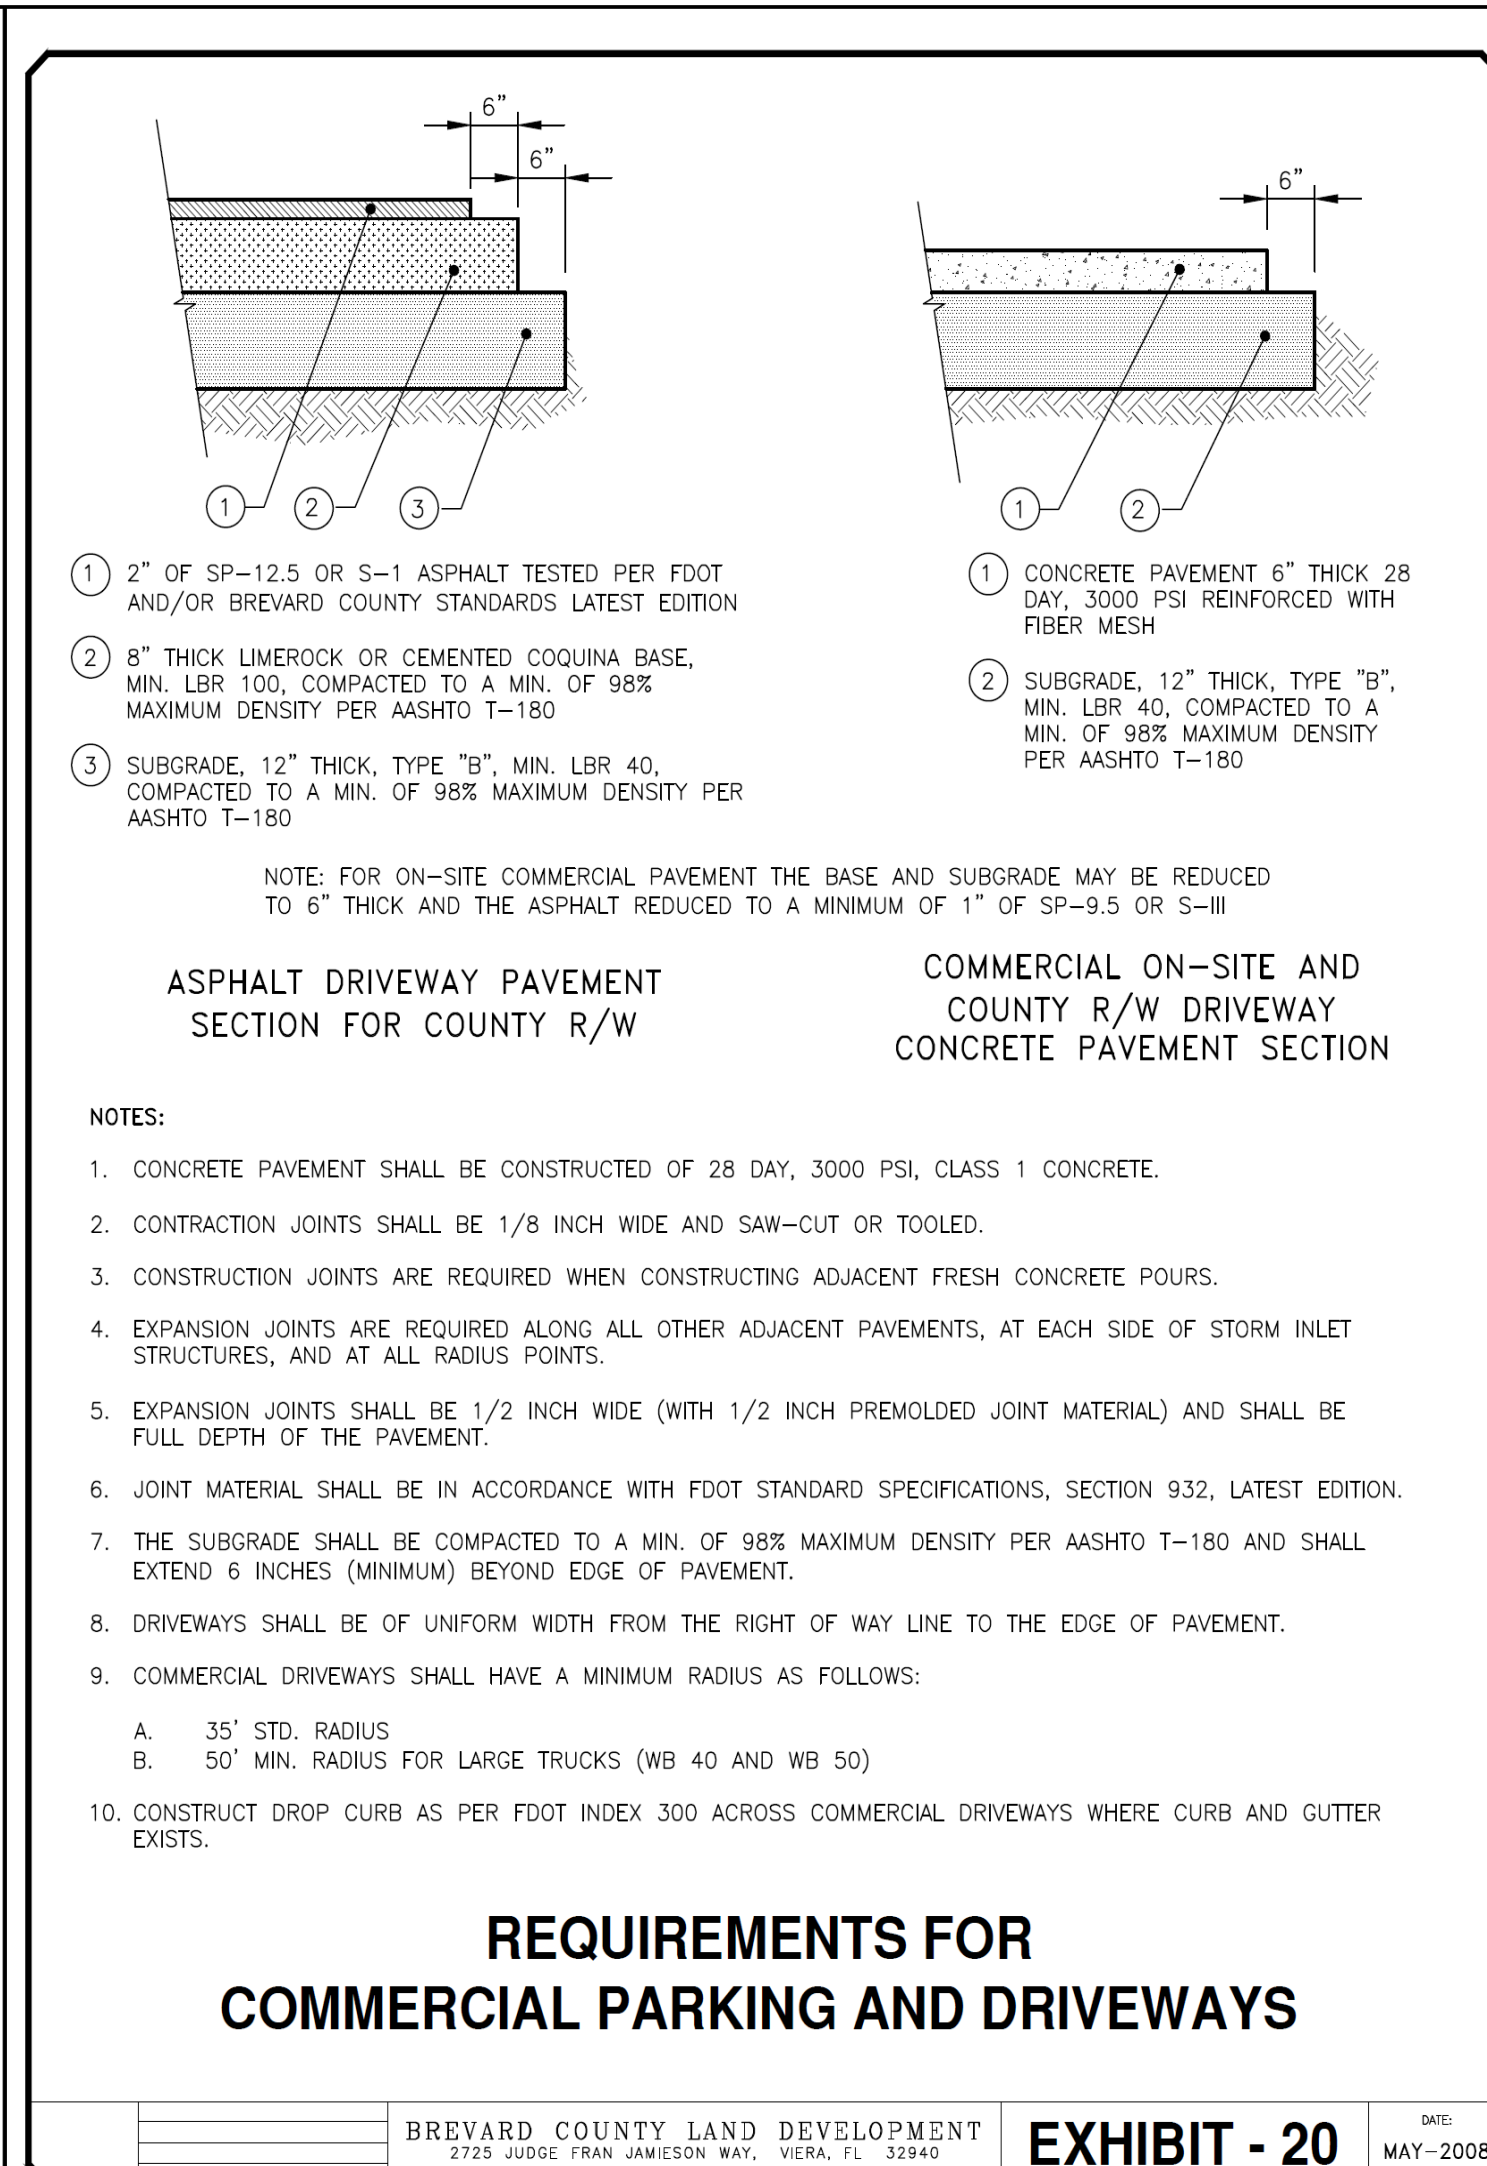 6"
6"
6"
1
2
3
1
2
1 2" OF SP-12.5 OR S-1 ASPHALT TESTED PER FDOT
AND/OR BREVARD COUNTY STANDARDS LATEST EDITION
2 8" THICK LIMEROCK OR CEMENTED COQUINA BASE,
MIN. LBR 100, COMPACTED TO A MIN. OF 98%
MAXIMUM DENSITY PER AASHTO T-180
3 SUBGRADE, 12" THICK, TYPE "B", MIN. LBR 40,
COMPACTED TO A MIN. OF 98% MAXIMUM DENSITY PER
AASHTO T-180
1 CONCRETE PAVEMENT 6" THICK 28
DAY, 3000 PSI REINFORCED WITH
FIBER MESH
2 SUBGRADE, 12" THICK, TYPE "B",
MIN. LBR 40, COMPACTED TO A
MIN. OF 98% MAXIMUM DENSITY
PER AASHTO T-180
NOTE: FOR ON-SITE COMMERCIAL PAVEMENT THE BASE AND SUBGRADE MAY BE REDUCED
TO 6" THICK AND THE ASPHALT REDUCED TO A MINIMUM OF 1" OF SP-9.5 OR S-III
ASPHALT DRIVEWAY PAVEMENT
SECTION FOR COUNTY R/W
COMMERCIAL ON-SITE AND
COUNTY R/W DRIVEWAY
CONCRETE PAVEMENT SECTION
NOTES:
1. CONCRETE PAVEMENT SHALL BE CONSTRUCTED OF 28 DAY, 3000 PSI, CLASS 1 CONCRETE.
2. CONTRACTION JOINTS SHALL BE 1/8 INCH WIDE AND SAW-CUT OR TOOLED.
3. CONSTRUCTION JOINTS ARE REQUIRED WHEN CONSTRUCTING ADJACENT FRESH CONCRETE POURS.
4. EXPANSION JOINTS ARE REQUIRED ALONG ALL OTHER ADJACENT PAVEMENTS, AT EACH SIDE OF STORM INLET
STRUCTURES, AND AT ALL RADIUS POINTS.
5. EXPANSION JOINTS SHALL BE 1/2 INCH WIDE (WITH 1/2 INCH PREMOLDED JOINT MATERIAL) AND SHALL BE
FULL DEPTH OF THE PAVEMENT.
6. JOINT MATERIAL SHALL BE IN ACCORDANCE WITH FDOT STANDARD SPECIFICATIONS, SECTION 932, LATEST EDITION.
7. THE SUBGRADE SHALL BE COMPACTED TO A MIN. OF 98% MAXIMUM DENSITY PER AASHTO T-180 AND SHALL
EXTEND 6 INCHES (MINIMUM) BEYOND EDGE OF PAVEMENT.
8. DRIVEWAYS SHALL BE OF UNIFORM WIDTH FROM THE RIGHT OF WAY LINE TO THE EDGE OF PAVEMENT.
9. COMMERCIAL DRIVEWAYS SHALL HAVE A MINIMUM RADIUS AS FOLLOWS:
A. 35' STD. RADIUS
B. 50' MIN. RADIUS FOR LARGE TRUCKS (WB 40 AND WB 50)
10. CONSTRUCT DROP CURB AS PER FDOT INDEX 300 ACROSS COMMERCIAL DRIVEWAYS WHERE CURB AND GUTTER
EXISTS.
REQUIREMENTS FOR
COMMERCIAL PARKING AND DRIVEWAYS
BREVARD COUNTY LAND DEVELOPMENT
2725 JUDGE FRAN JAMIESON WAY, VIERA, FL 32940
EXHIBIT - 20
DATE:
MAY-2008